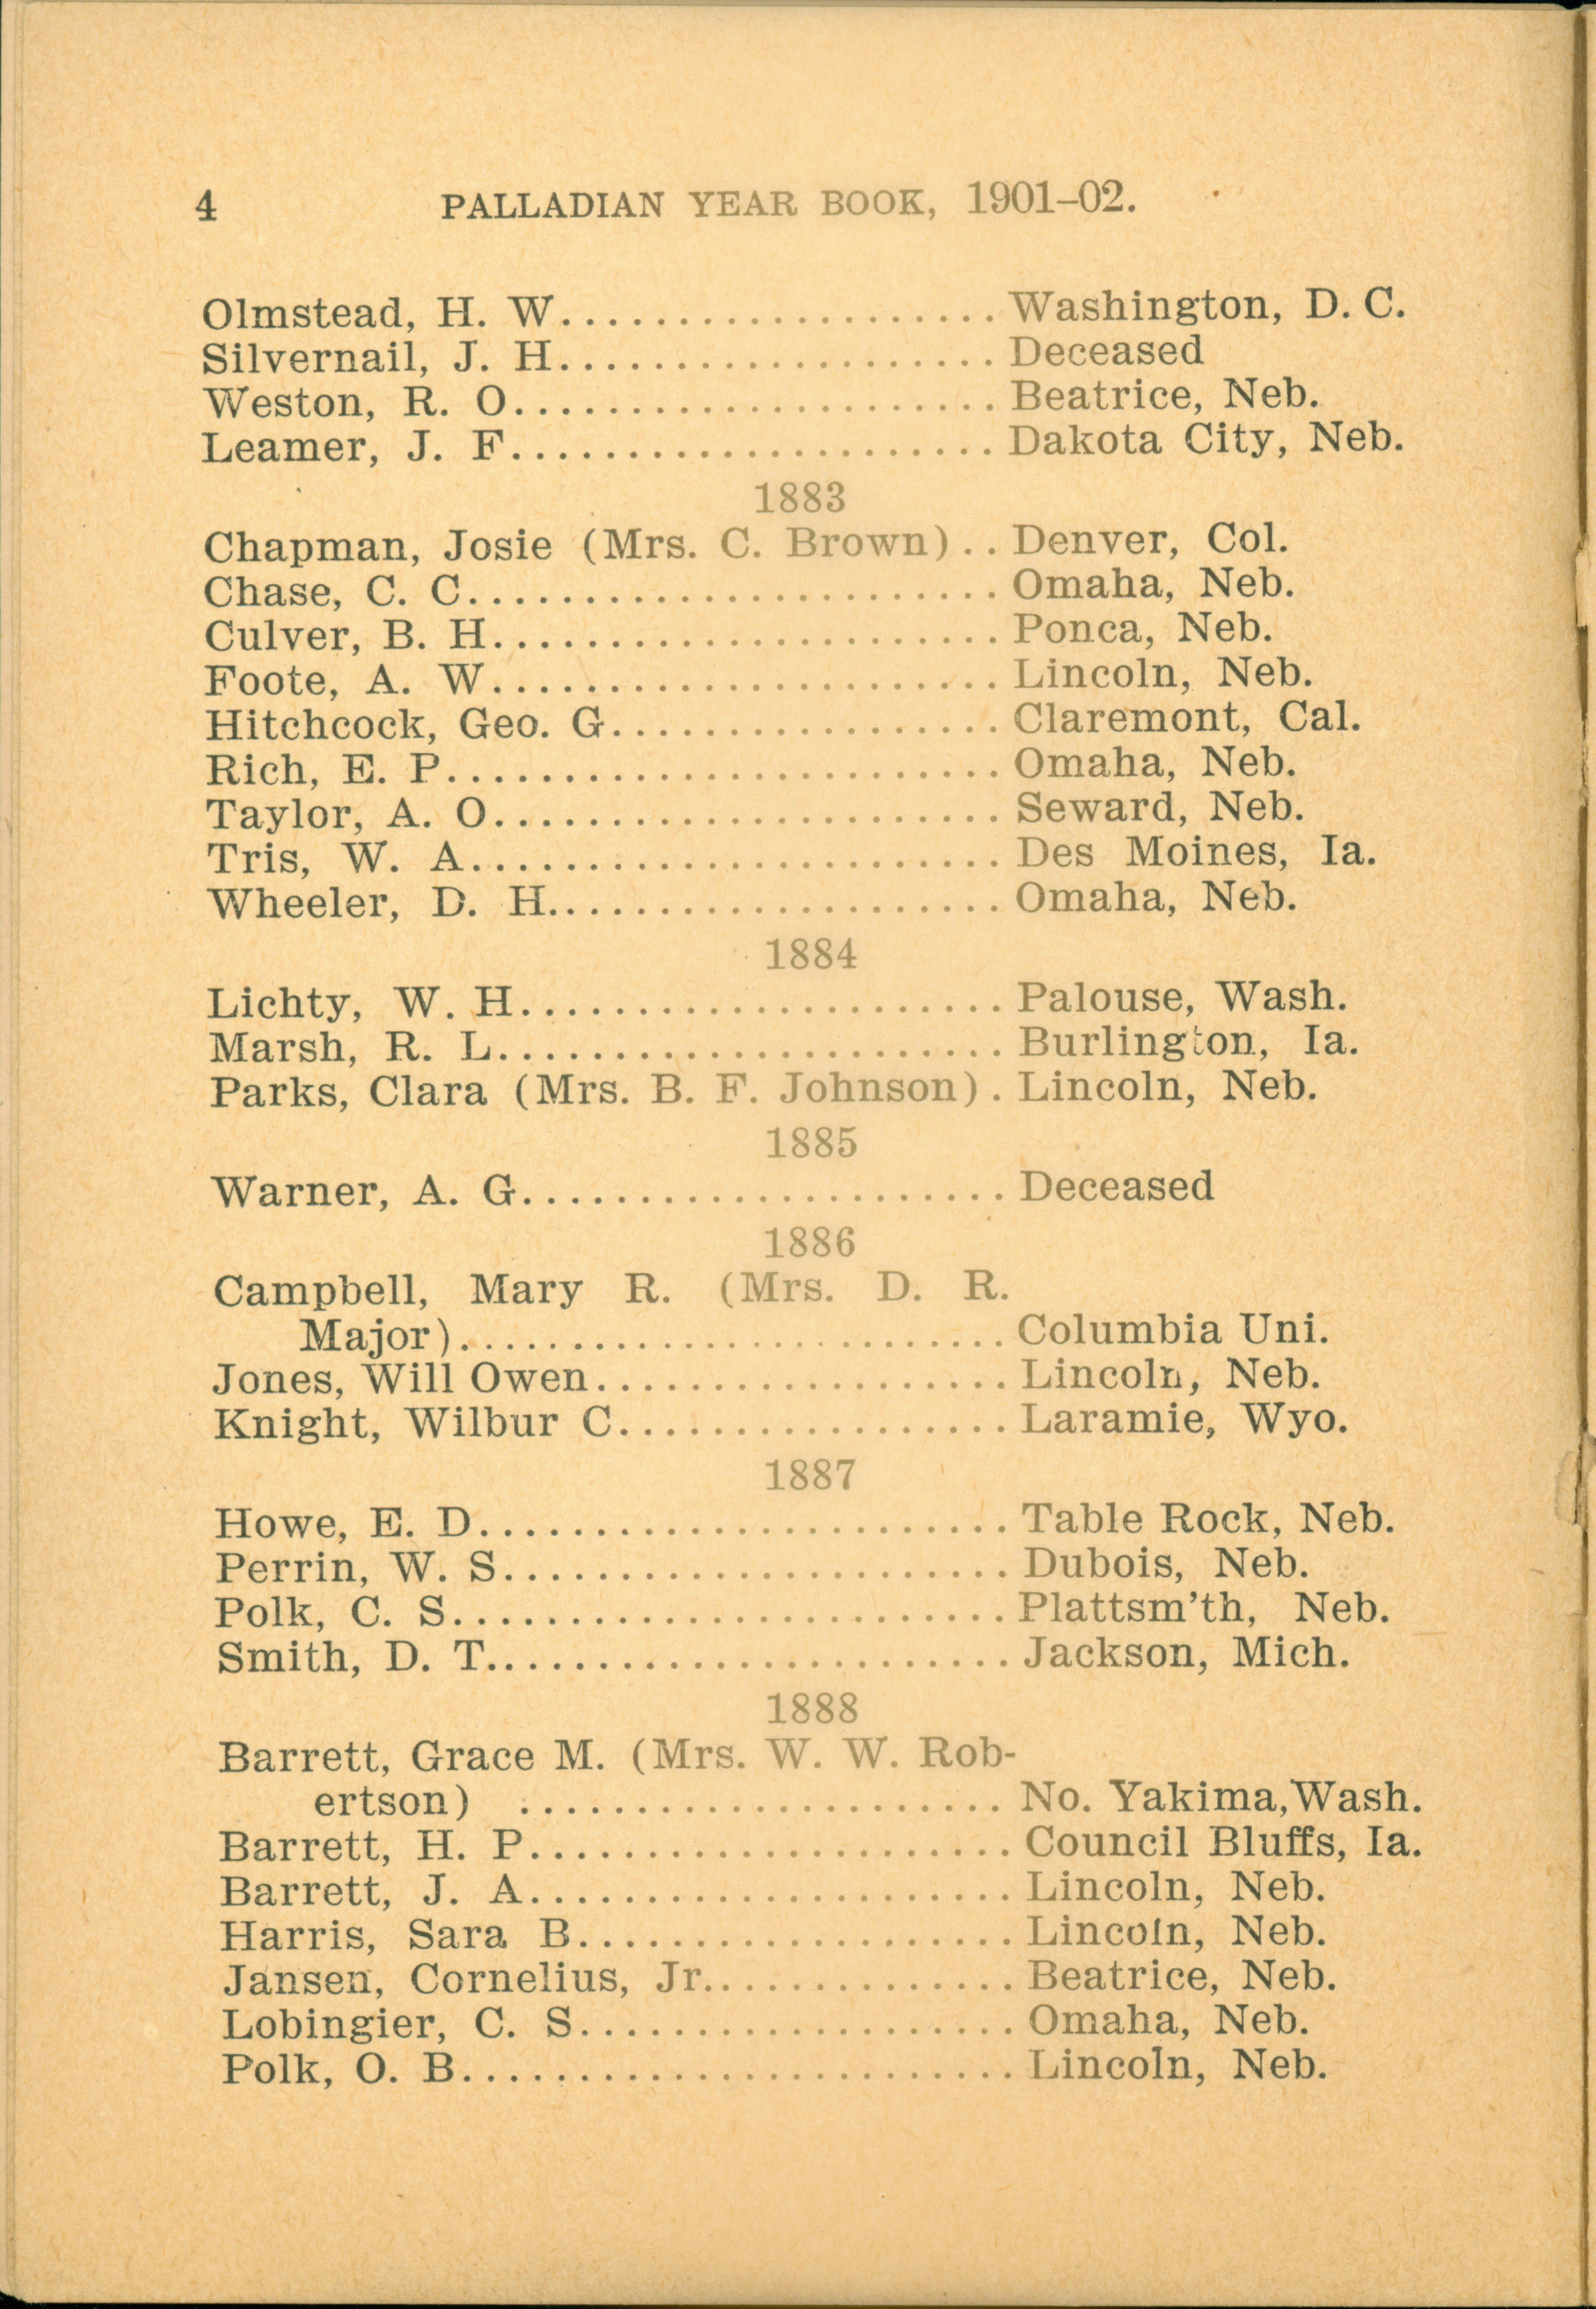 4 PALLADIAN YEAR BOOK, 1901–02.
Olmstead, H. W.................... Washington, D. C.
Silvernail, J. H.................... Deceased
Weston, R. O...................... Beatrice, Neb.
Leamer, J. F...................... Dakota City, Neb.
1883
Chapman, Josie (Mrs. C. Brown).. Denver, Col.
Chase, C. C........................ Omaha, Neb.
Culver, B. H....................... Ponca, Neb.
Foote, A. W....................... Lincoln, Neb.
Hitchcock, Geo. G.................. Claremont, Cal.
Rich, E. P......................... Omaha, Neb.
Taylor, A. O....................... Seward, Neb.
Tris, W. A........................ Des Moines, Ia.
Wheeler, D. H..................... Omaha, Neb.
1884
Lichty, W. H...................... Palouse, Wash.
Marsh, R. L....................... Burlington, Ia.
Parks, Clara (Mrs. B. F. Johnson). Lincoln, Neb.
1885
Warner, A. G...................... Deceased
1886
Campbell, Mary R. (Mrs. D. R.
Major)......................... Columbia Uni.
Jones, Will Owen................... Lincoln, Neb.
Knight, Wilbur C.................. Laramie, Wyo.
1887
Howe, E. D........................ Table Rock, Neb.
Perrin, W. S....................... Dubois, Neb.
Polk, C. S......................... Plattsm'th, Neb.
Smith, D. T........................ Jackson, Mich.
1888
Barrett, Grace M. (Mrs. W. W. Rob-
ertson) ...................... No. Yakima, Wash.
Barrett, H. P...................... Council Bluffs, Ia.
Barrett, J. A...................... Lincoln, Neb.
Harris, Sara B.................... Lincoln, Neb.
Jansen, Cornelius, Jr............... Beatrice, Neb.
Lobingier, C. S.................... Omaha, Neb.
Polk, O. B......................... Lincoln, Neb.